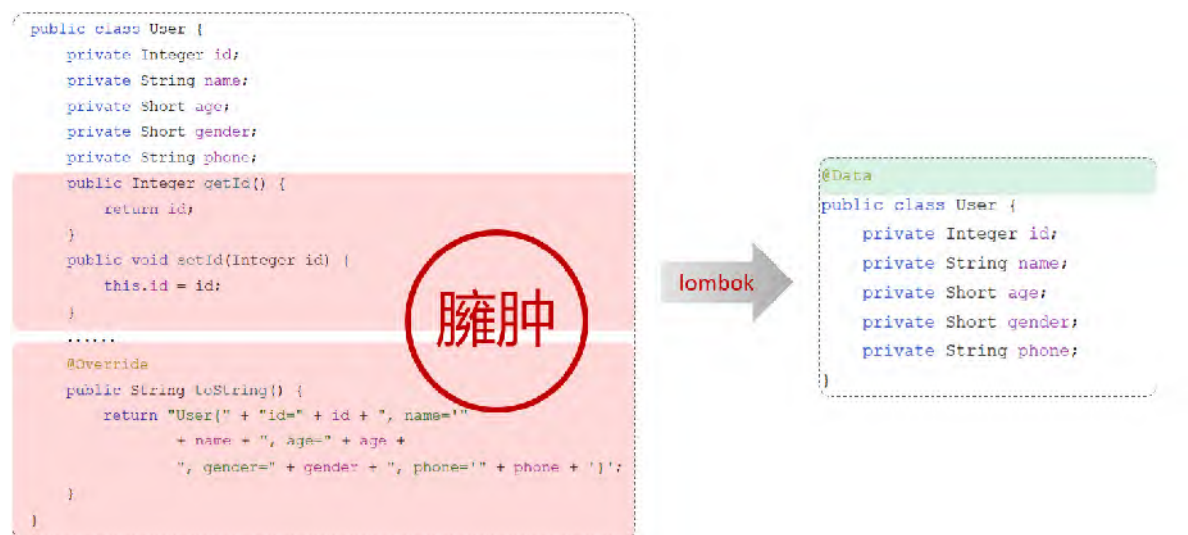 public class User {
private Integer id;
private String name;
private Short age;
private Short gender;
private String phone;
public Integer getId() {
return id;
}
public void setId(Integer id) {
this.id = id;
}
......
@Override
public String toString() {
return "User{" + "id=" + id + ", name='"
+ name + ", age=" + age +
", gender=" + gender + ", phone='" + phone + '}';
}
}
臃肿
lombok
@Data
public class User {
private Integer id;
private String name;
private Short age;
private Short gender;
private String phone;
}